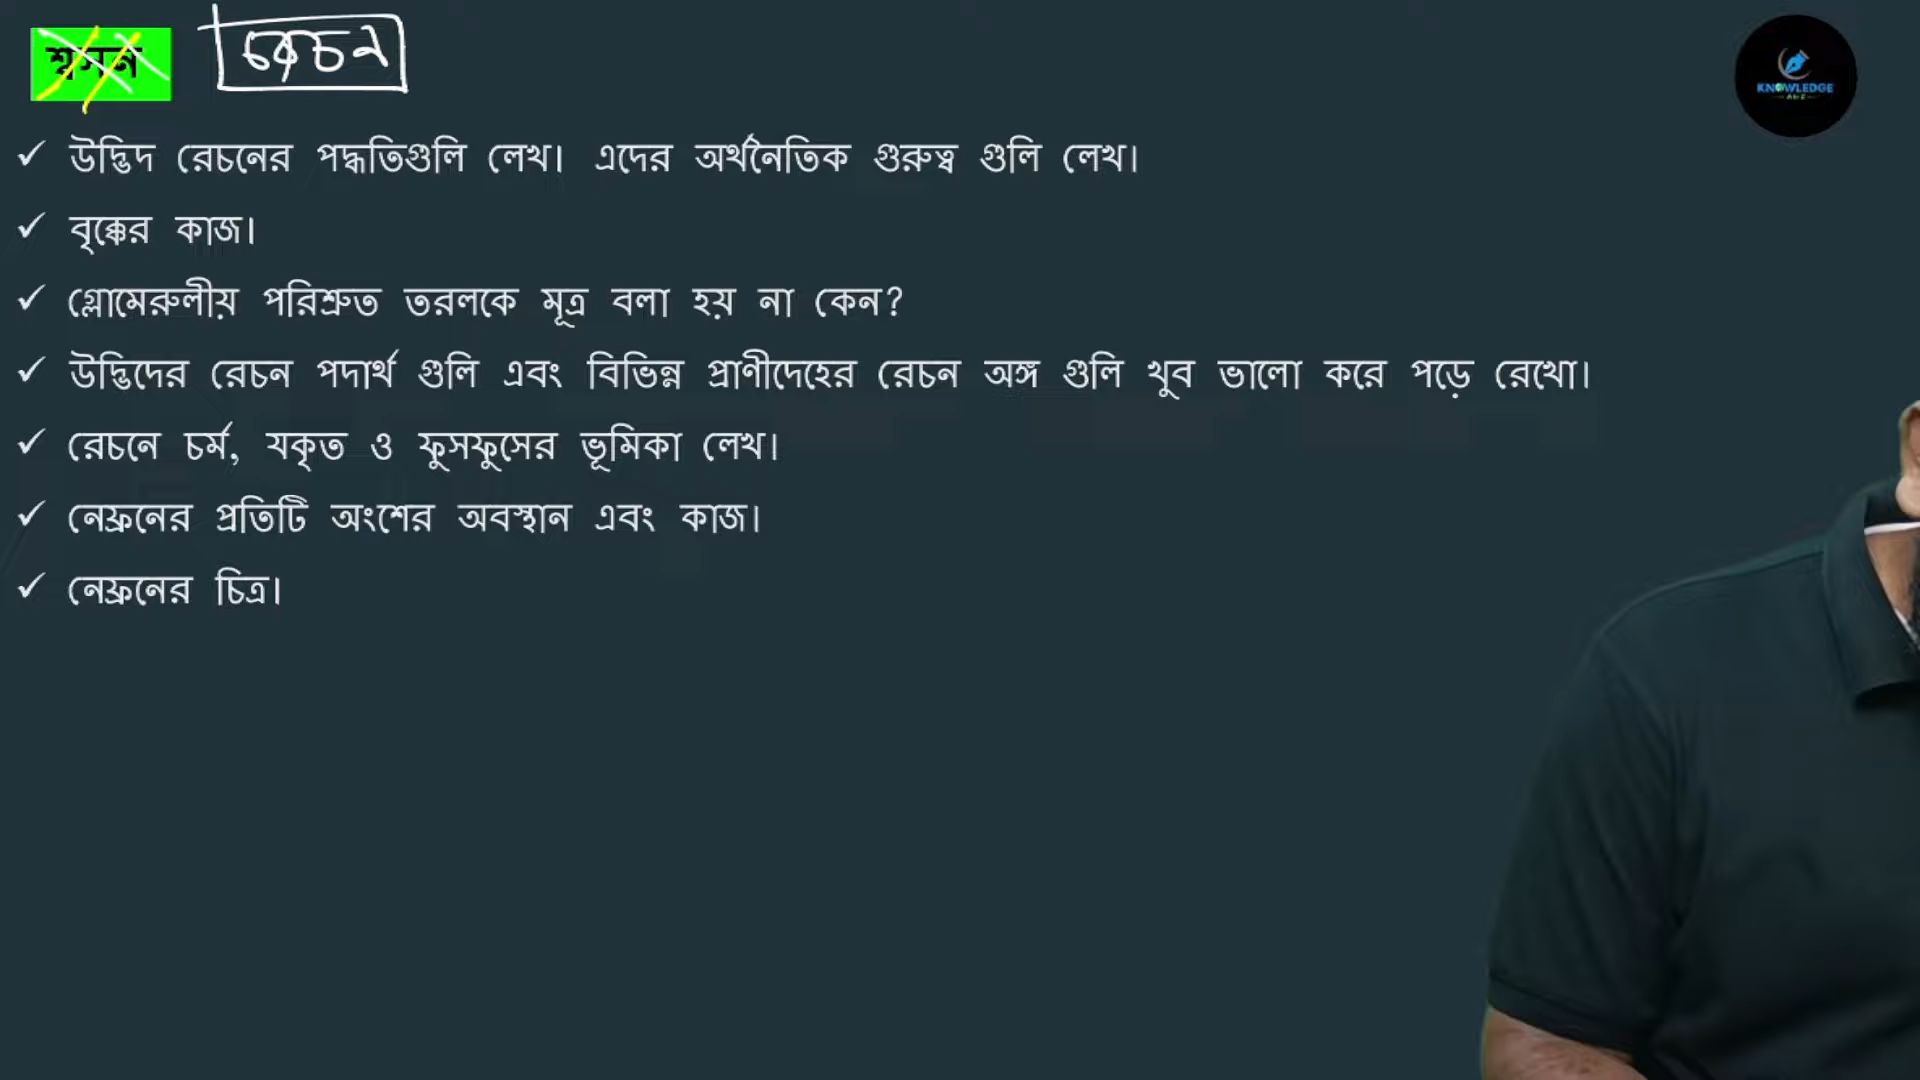 শ্বসন রেচন
KNOWLEDGE
✓ উদ্ভিদ রেচনের পদ্ধতিগুলি লেখ। এদের অর্থনৈতিক গুরুত্ব গুলি লেখ।
✓ বৃক্কের কাজ।
✓ গ্লোমেরুলীয় পরিশ্রুত তরলকে মূত্র বলা হয় না কেন?
✓ উদ্ভিদের রেচন পদার্থ গুলি এবং বিভিন্ন প্রাণীদেহের রেচন অঙ্গ গুলি খুব ভালো করে পড়ে রেখো।
✓ রেচনে চর্ম, যকৃত ও ফুসফুসের ভূমিকা লেখ।
✓ নেফ্রনের প্রতিটি অংশের অবস্থান এবং কাজ।
✓ নেফ্রনের চিত্র।